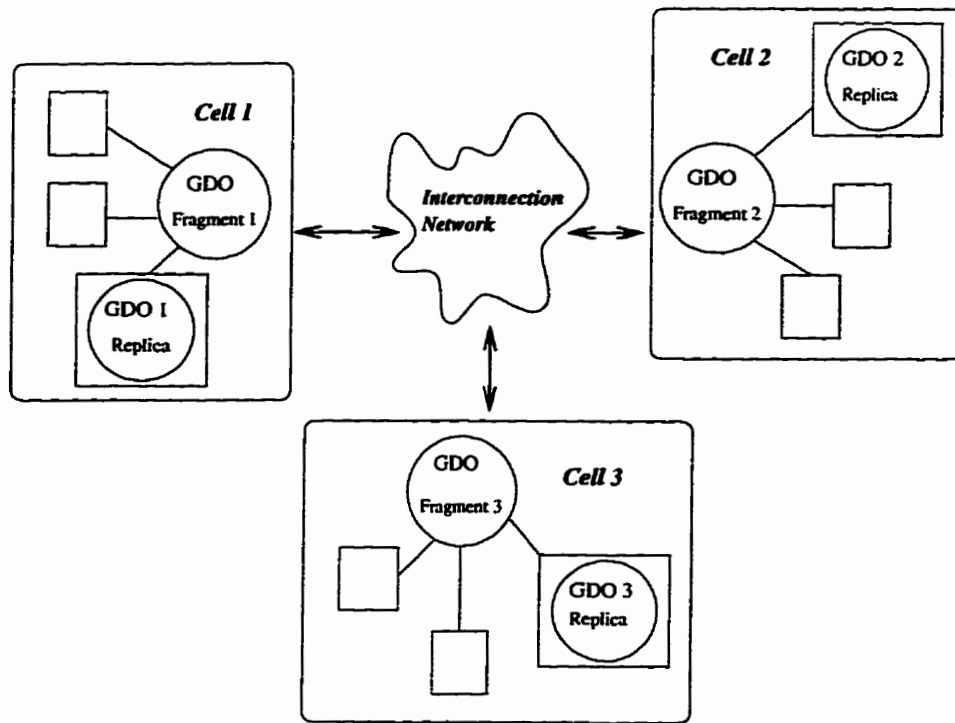 Cell 1
GDO
Fragment 1
GDO 1
Replica
Interconnection
Network
Cell 2
GDO 2
Replica
GDO
Fragment 2
GDO
Fragment 3
Cell 3
GDO 3
Replica